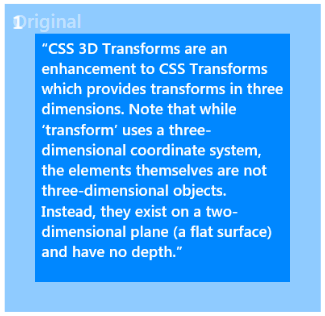 1
Original
“CSS 3D Transforms are an
enhancement to CSS Transforms
which provides transforms in three
dimensions. Note that while
‘transform’ uses a three-
dimensional coordinate system,
the elements themselves are not
three-dimensional objects.
Instead, they exist on a two-
dimensional plane (a flat surface)
and have no depth.”